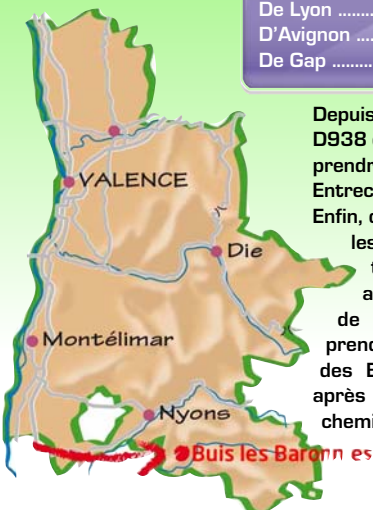 De Lyon ........
D'Avignon ....
De Gap .........
Depuis
D938
prendr
Entrec
Enfin,
les
t
a
de
prend
des
après
chemi
VALENCE
Die
Montélimar
Nyons
Buis les Baronn es